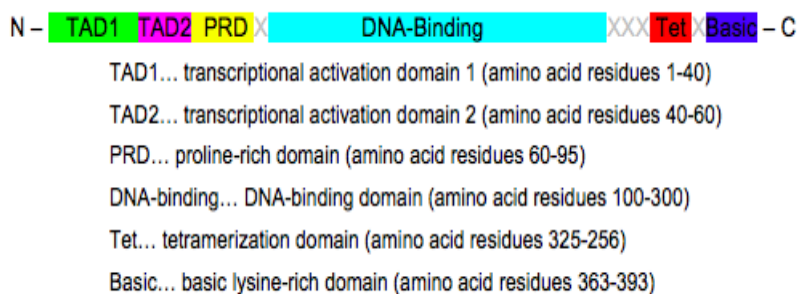 N – TAD1 TAD2 PRD X DNA-Binding XXX Tet X Basic – C
TAD1... transcriptional activation domain 1 (amino acid residues 1-40)
TAD2... transcriptional activation domain 2 (amino acid residues 40-60)
PRD... proline-rich domain (amino acid residues 60-95)
DNA-binding... DNA-binding domain (amino acid residues 100-300)
Tet... tetramerization domain (amino acid residues 325-256)
Basic... basic lysine-rich domain (amino acid residues 363-393)